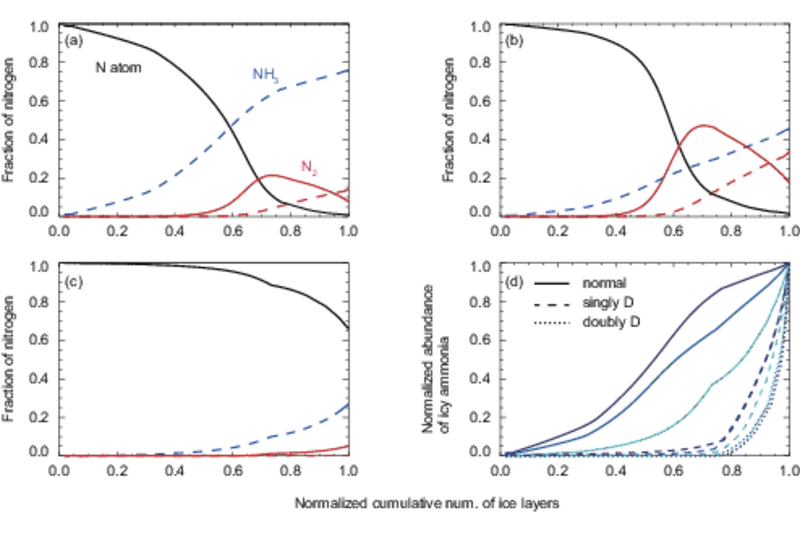 (a)
N atom
NH3
N2
Fraction of nitrogen
1.0
0.8
0.6
0.4
0.2
0.0
0.0 0.2 0.4 0.6 0.8 1.0
(b)
Fraction of nitrogen
1.0
0.8
0.6
0.4
0.2
0.0
0.0 0.2 0.4 0.6 0.8 1.0
(c)
Fraction of nitrogen
1.0
0.8
0.6
0.4
0.2
0.0
0.0 0.2 0.4 0.6 0.8 1.0
(d)
normal
singly D
doubly D
Normalized abundance
of icy ammonia
1.0
0.8
0.6
0.4
0.2
0.0
0.0 0.2 0.4 0.6 0.8 1.0
Normalized cumulative num. of ice layers